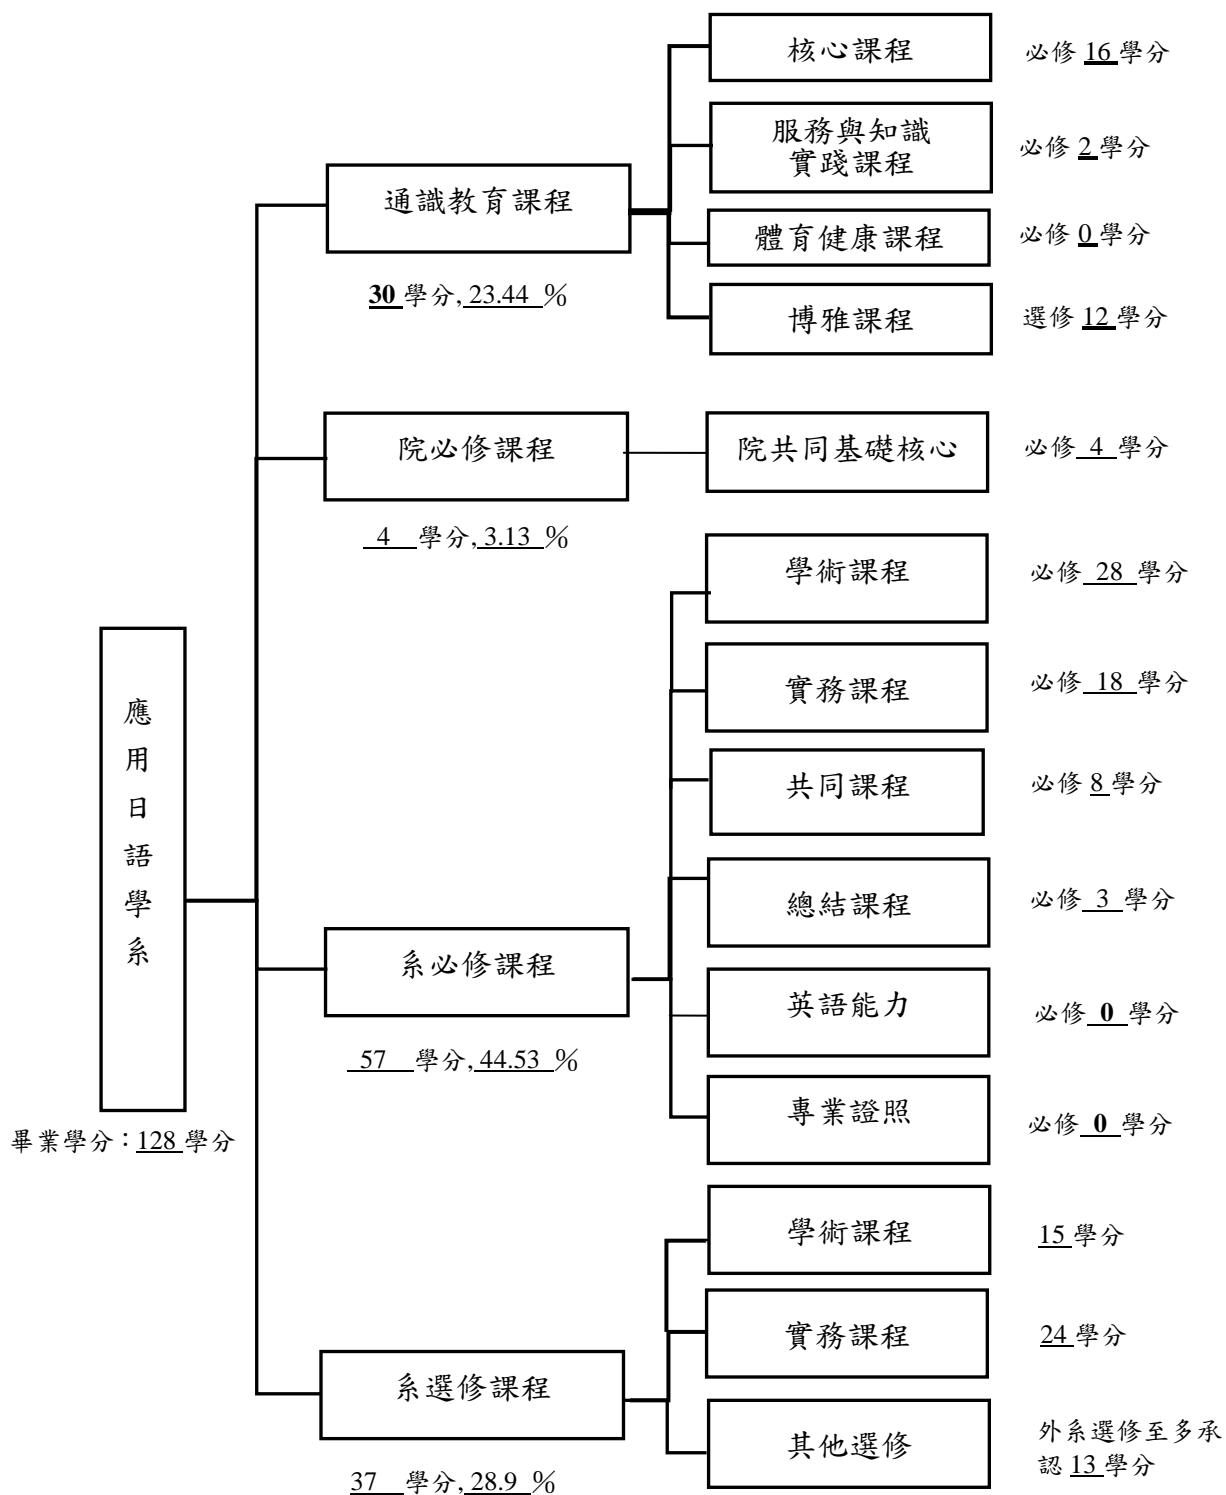 核心課程
必修 16 學分
服務與知識
實踐課程
必修 2 學分
通識教育課程
體育健康課程
必修 0 學分
30 學分, 23.44 %
博雅課程
選修 12 學分
院必修課程
院共同基礎核心
必修 4 學分
4 學分, 3.13 %
學術課程
必修 28 學分
實務課程
必修 18 學分
應用日語學系
共同課程
必修 8 學分
總結課程
必修 3 學分
系必修課程
英語能力
必修 0 學分
57 學分, 44.53 %
專業證照
必修 0 學分
畢業學分：128 學分
學術課程
15 學分
實務課程
24 學分
系選修課程
其他選修
外系選修至多承
認 13 學分
37 學分, 28.9 %